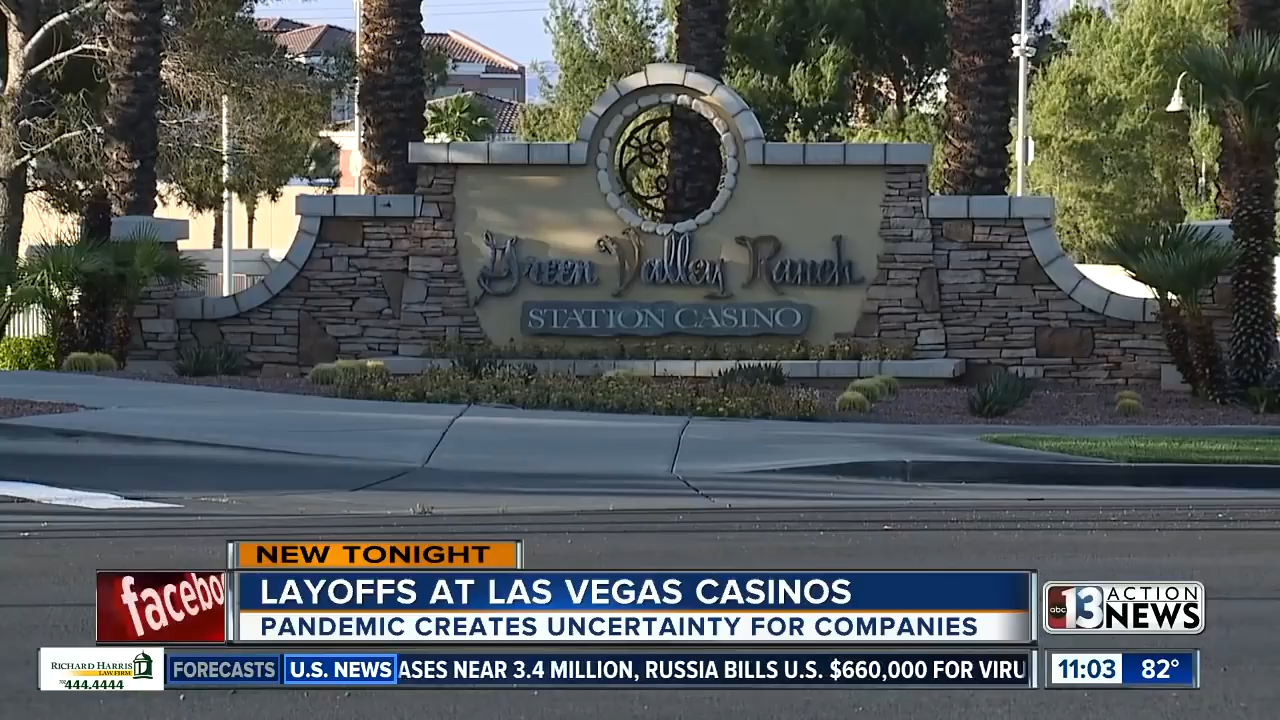 Green Valley Ranch
STATION CASINO
NEW TONIGHT
LAYOFFS AT LAS VEGAS CASINOS
PANDEMIC CREATES UNCERTAINTY FOR COMPANIES
facebo
abc 13 ACTION NEWS
RICHARD HARRIS
LAW FIRM
702 444.4444
FORECASTS
U.S. NEWS
ASES NEAR 3.4 MILLION, RUSSIA BILLS U.S. $660,000 FOR VIRU
11:03
82°